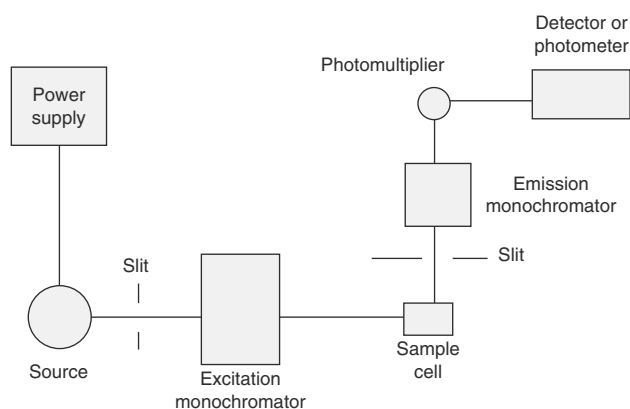 Detector or
photometer
Photomultiplier
Power
supply
Emission
monochromator
Slit
Slit
Source
Excitation
monochromator
Sample
cell